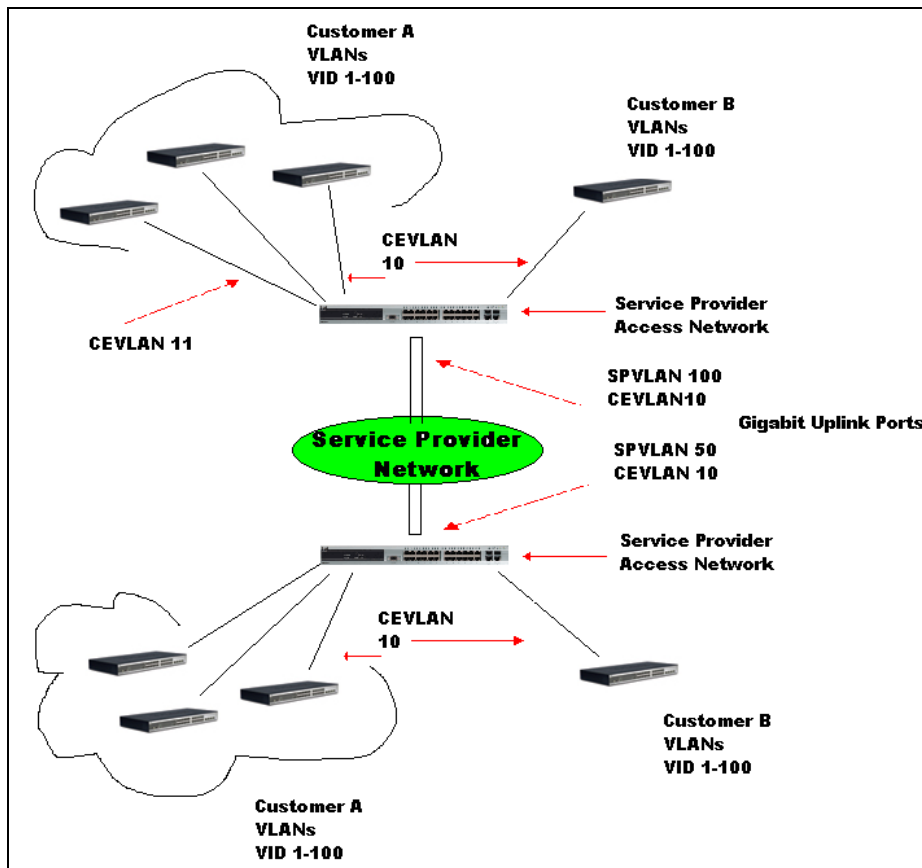 Customer A
VLANs
VID 1-100
Customer B
VLANs
VID 1-100
CEVLAN
10
Service Provider
Access Network
CEVLAN 11
SPVLAN 100
CEVLAN10
Gigabit Uplink Ports
Service Provider
Network
SPVLAN 50
CEVLAN 10
Service Provider
Access Network
CEVLAN
10
Customer B
VLANs
VID 1-100
Customer A
VLANs
VID 1-100